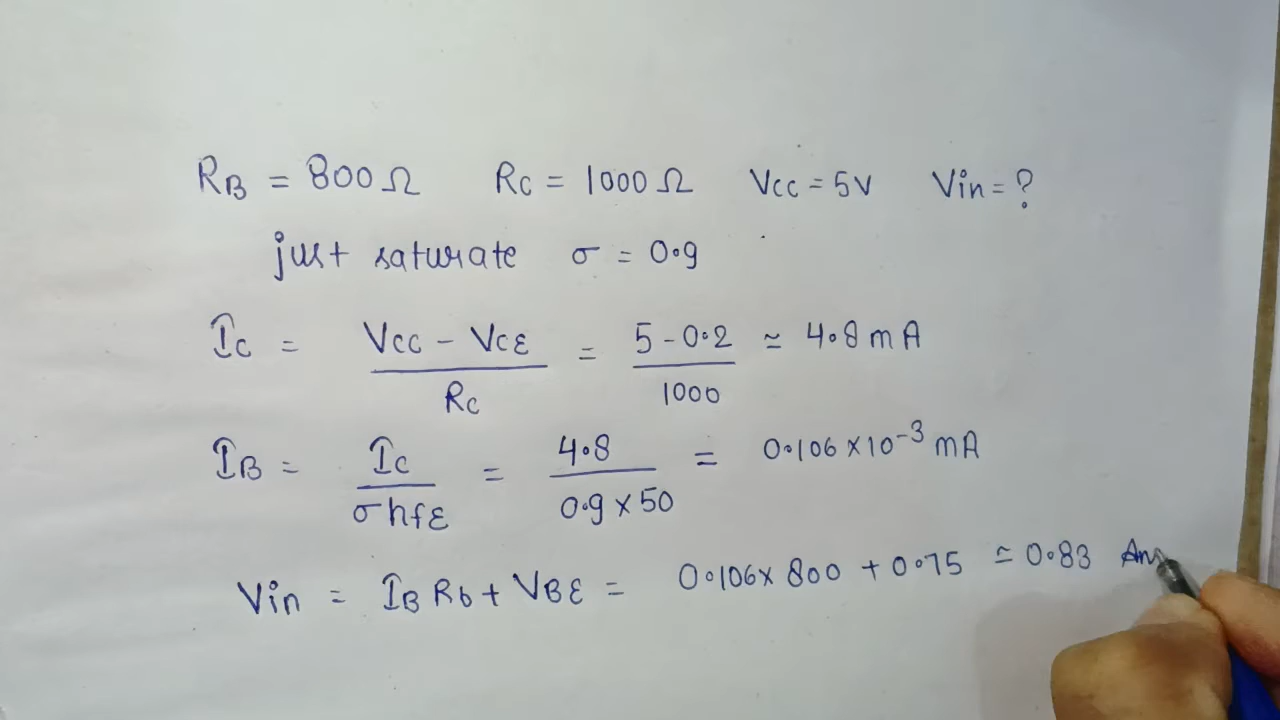 RB = 800 Ω RC = 1000 Ω VCC = 5V Vin = ?
just saturate σ = 0.9
IC = VCC - VCE / RC = 5 - 0.2 / 1000 ≃ 4.8 mA
IB = IC / σ hfE = 4.8 / 0.9 × 50 = 0.106 × 10^-3 mA
Vin = IB Rb + VBE = 0.106 × 800 + 0.75 ≃ 0.83 Ans